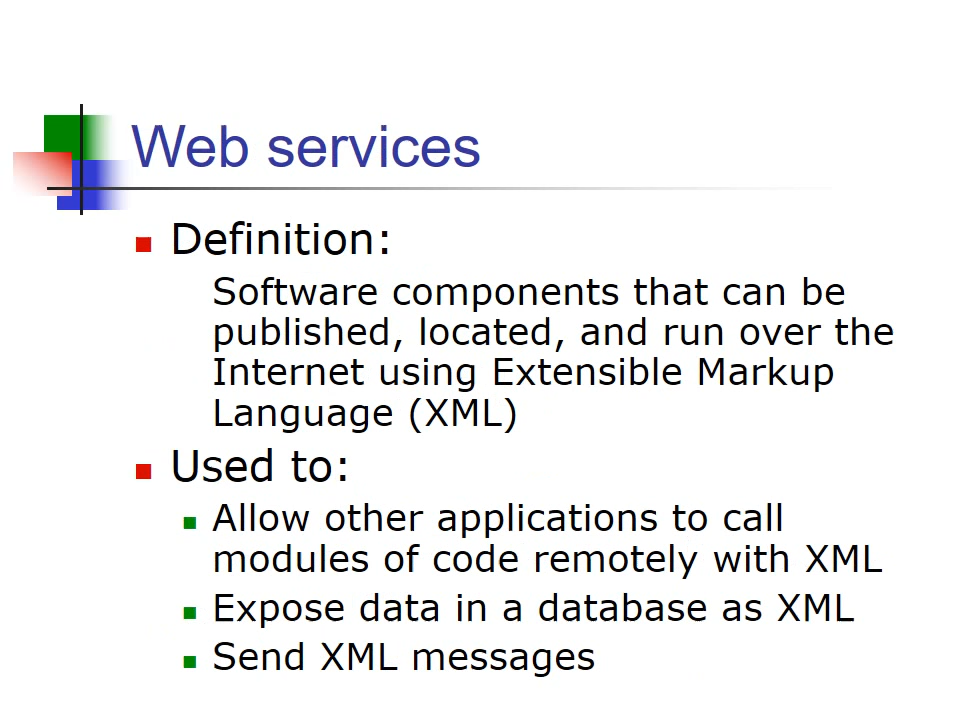 Web services
Definition:
Software components that can be
published, located, and run over the
Internet using Extensible Markup
Language (XML)
Used to:
Allow other applications to call
modules of code remotely with XML
Expose data in a database as XML
Send XML messages